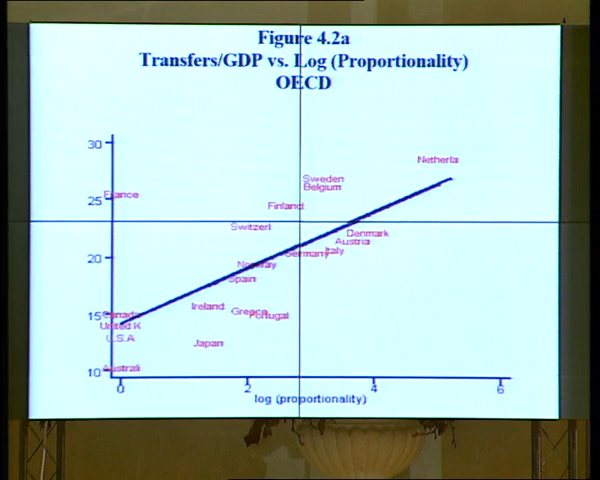 Figure 4.2a
Transfers/GDP vs. Log (Proportionality)
OECD
30
Netherla
Sweden
Belgium
France
25
Finland
Switzerl
Denmark
Austria
Italy
Germany
20
Norway
Spain
Ireland
Greece
Portugal
15
Canada
United K
U.S.A
Japan
Australi
10
0
2
4
6
log (proportionality)